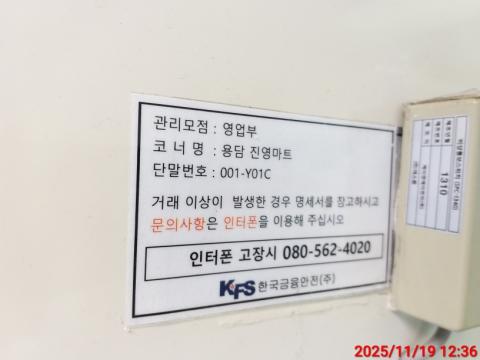 관리모점 : 영업부
코 너 명 : 용담 진영마트
단말번호 : 001-Y01C
거래 이상이 발생한 경우 명세서를 참고하시고
문의사항은 인터폰을 이용해 주십시오
인터폰 고장시 080-562-4020
KFS 한국금융안전(주)
1310
2025/11/19 12:36